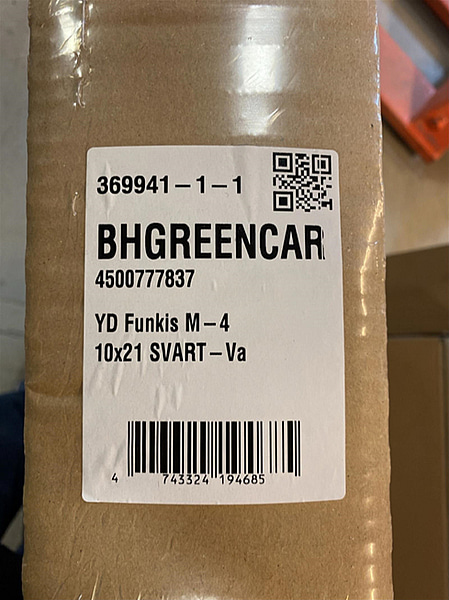 369941-1-1
BHGREENCAR
4500777837
YD Funkis M-4
10x21 SVART-Va
4 743324 194685